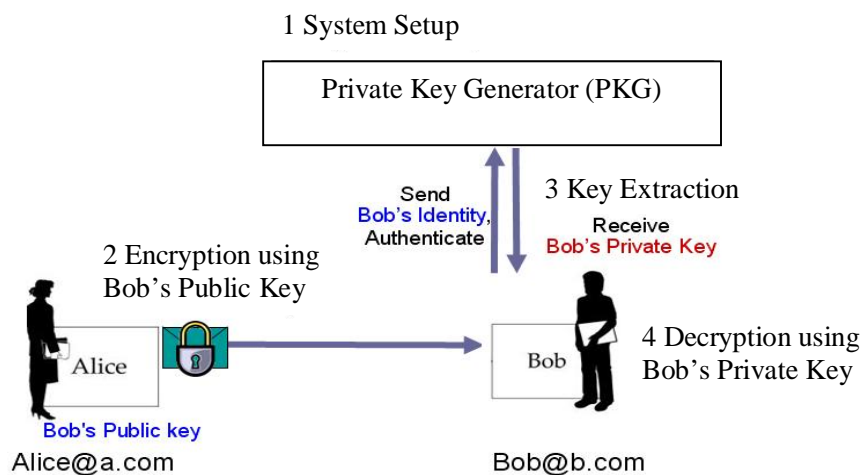 1 System Setup
Private Key Generator (PKG)
Send
Bob's Identity,
Authenticate
3 Key Extraction
Receive
Bob's Private Key
2 Encryption using
Bob's Public Key
Alice
Bob
4 Decryption using
Bob's Private Key
Bob's Public key
Alice@a.com
Bob@b.com